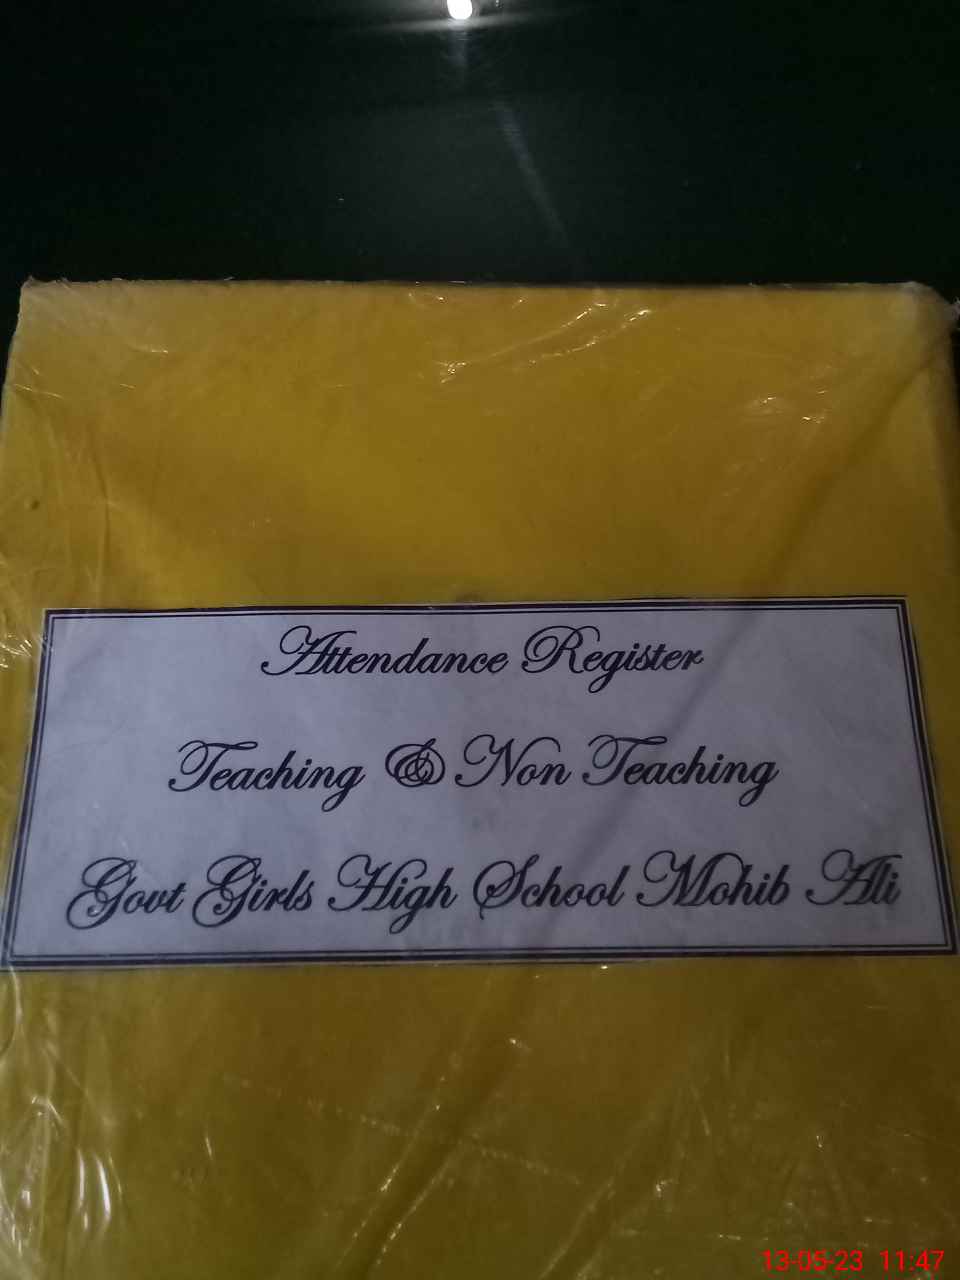 Attendance Register
Teaching & Non Teaching
Govt Girls High School Mohib Ali
13-05-23 11:47